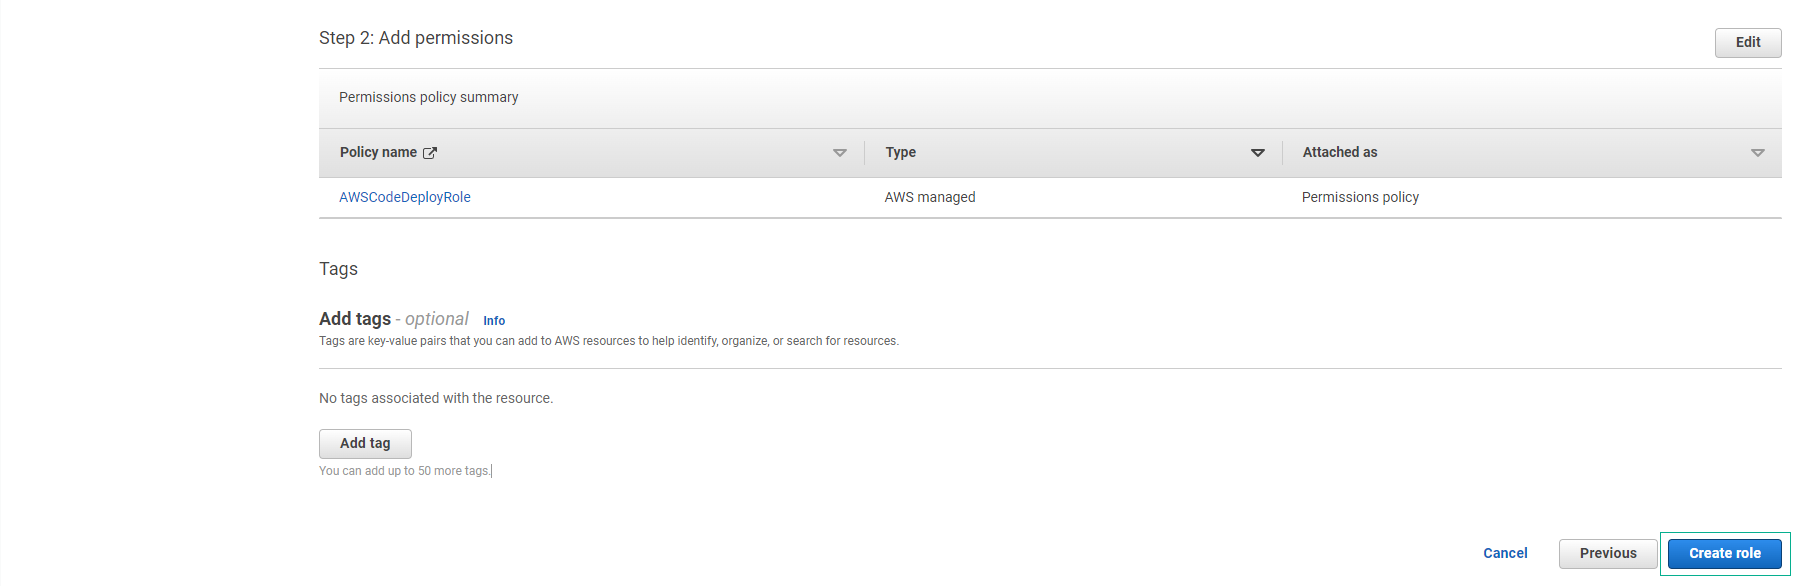 Step 2: Add permissions
Edit
Permissions policy summary
Policy name Type Attached as
AWSCodeDeployRole AWS managed Permissions policy
Tags
Add tags - optional Info
Tags are key-value pairs that you can add to AWS resources to help identify, organize, or search for resources.
No tags associated with the resource.
Add tag
You can add up to 50 more tags.
Cancel Previous Create role